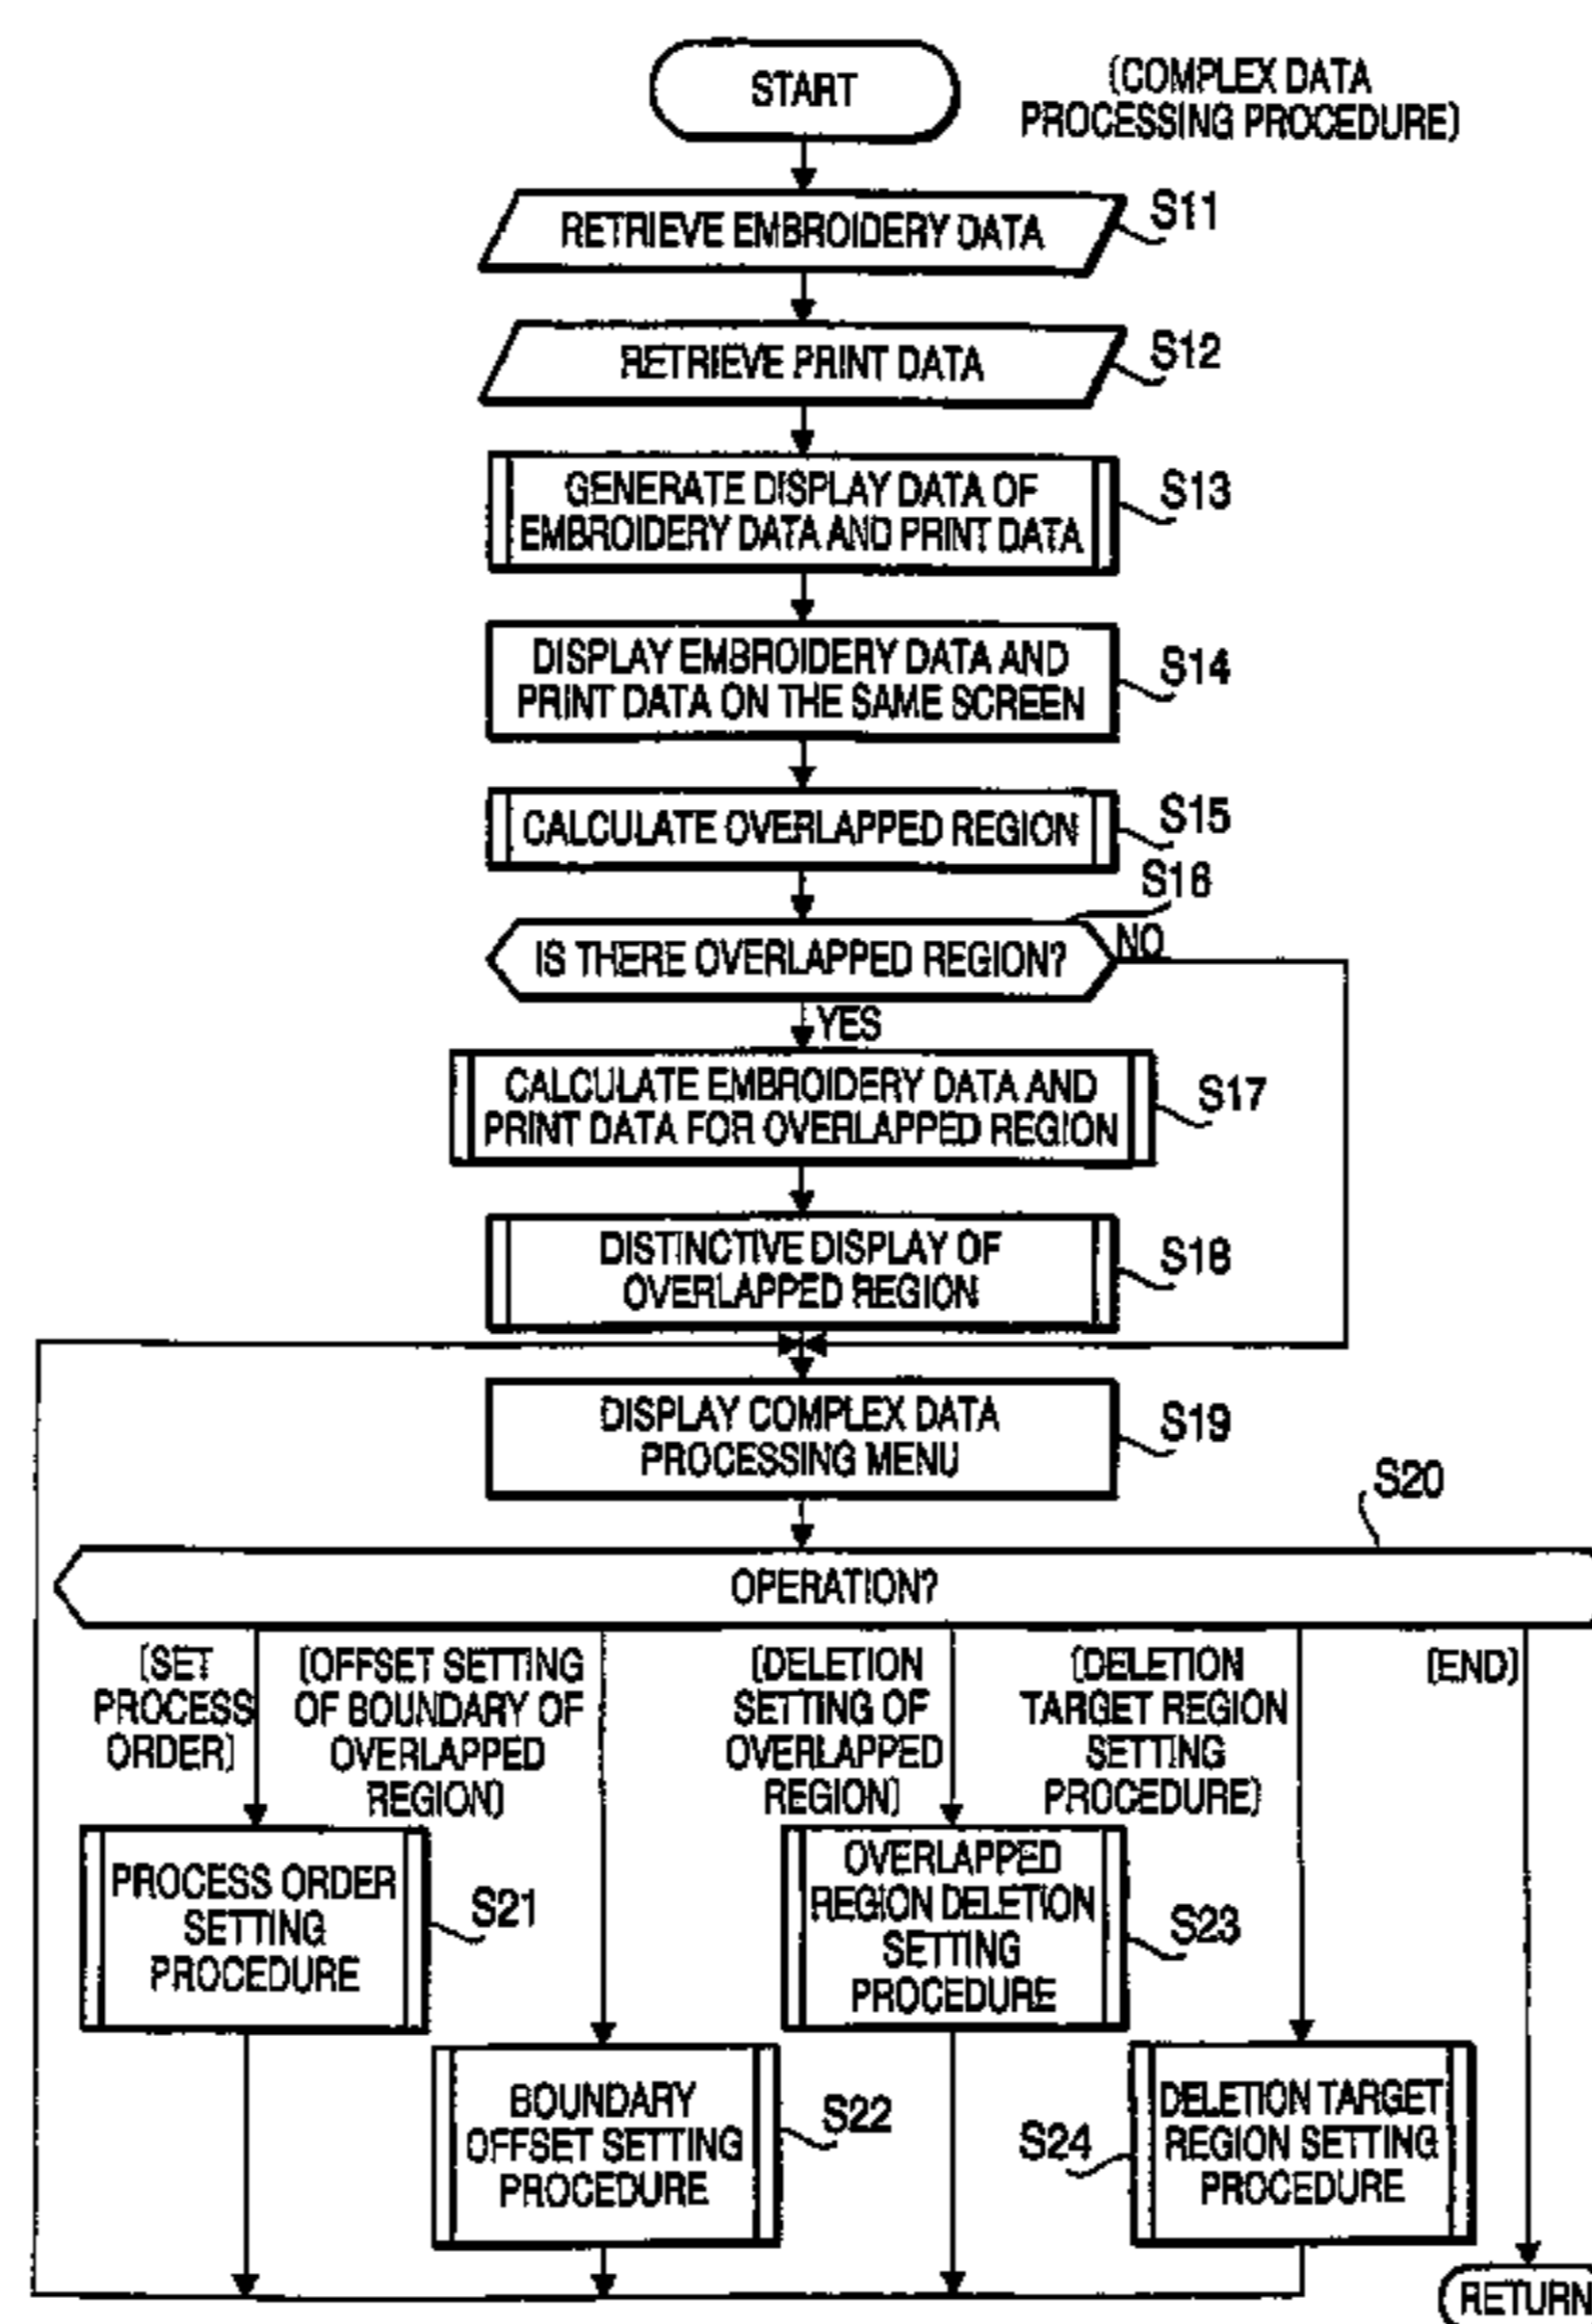 START
(COMPLEX DATA
PROCESSING PROCEDURE)
RETRIEVE EMBROIDERY DATA
S11
RETRIEVE PRINT DATA
S12
GENERATE DISPLAY DATA OF
EMBROIDERY DATA AND PRINT DATA
S13
DISPLAY EMBROIDERY DATA AND
PRINT DATA ON THE SAME SCREEN
S14
CALCULATE OVERLAPPED REGION
S15
S16
IS THERE OVERLAPPED REGION?
NO
YES
CALCULATE EMBROIDERY DATA AND
PRINT DATA FOR OVERLAPPED REGION
S17
DISTINCTIVE DISPLAY OF
OVERLAPPED REGION
S18
DISPLAY COMPLEX DATA
PROCESSING MENU
S19
S20
OPERATION?
(SET
PROCESS
ORDER)
(OFFSET SETTING
OF BOUNDARY OF
OVERLAPPED
REGION)
(DELETION
SETTING OF
OVERLAPPED
REGION)
(DELETION
TARGET REGION
SETTING
PROCEDURE)
(END)
PROCESS ORDER
SETTING
PROCEDURE
S21
OVERLAPPED
REGION DELETION
SETTING
PROCEDURE
S23
BOUNDARY
OFFSET SETTING
PROCEDURE
S22
S24
DELETION TARGET
REGION SETTING
PROCEDURE
RETURN